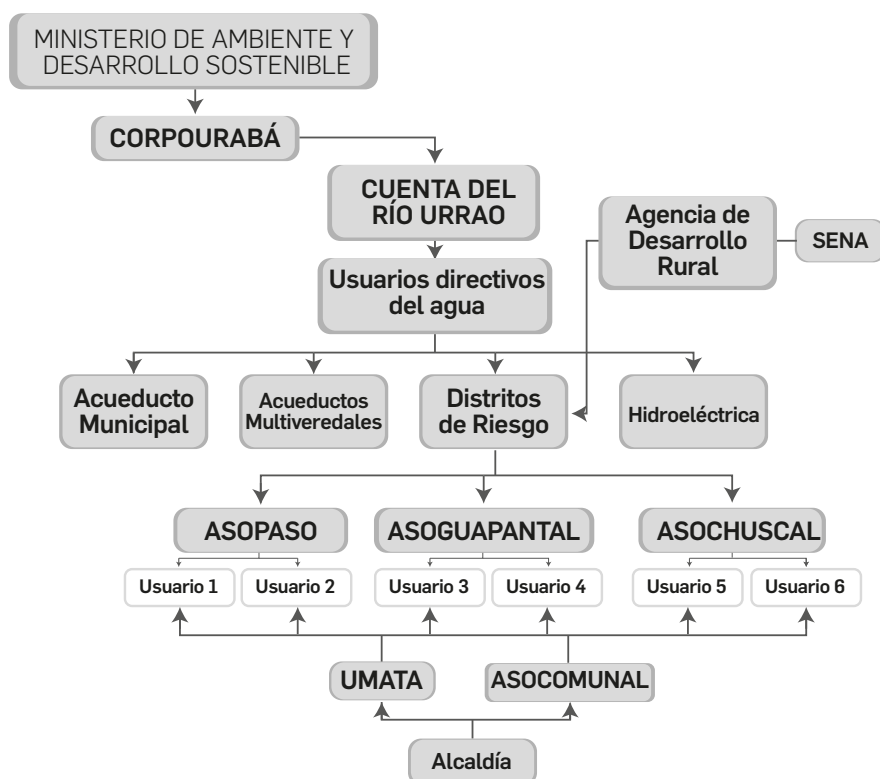 MINISTERIO DE AMBIENTE Y
DESARROLLO SOSTENIBLE
CORPOURABÁ
CUENTA DEL
RÍO URRAO
Agencia de
Desarrollo
Rural
SENA
Usuarios directivos
del agua
Acueducto
Municipal
Acueductos
Multiveredales
Distritos
de Riesgo
Hidroeléctrica
ASOPASO
ASOGUAPANTAL
ASOCHUSCAL
Usuario 1
Usuario 2
Usuario 3
Usuario 4
Usuario 5
Usuario 6
UMATA
ASOCOMUNAL
Alcaldía